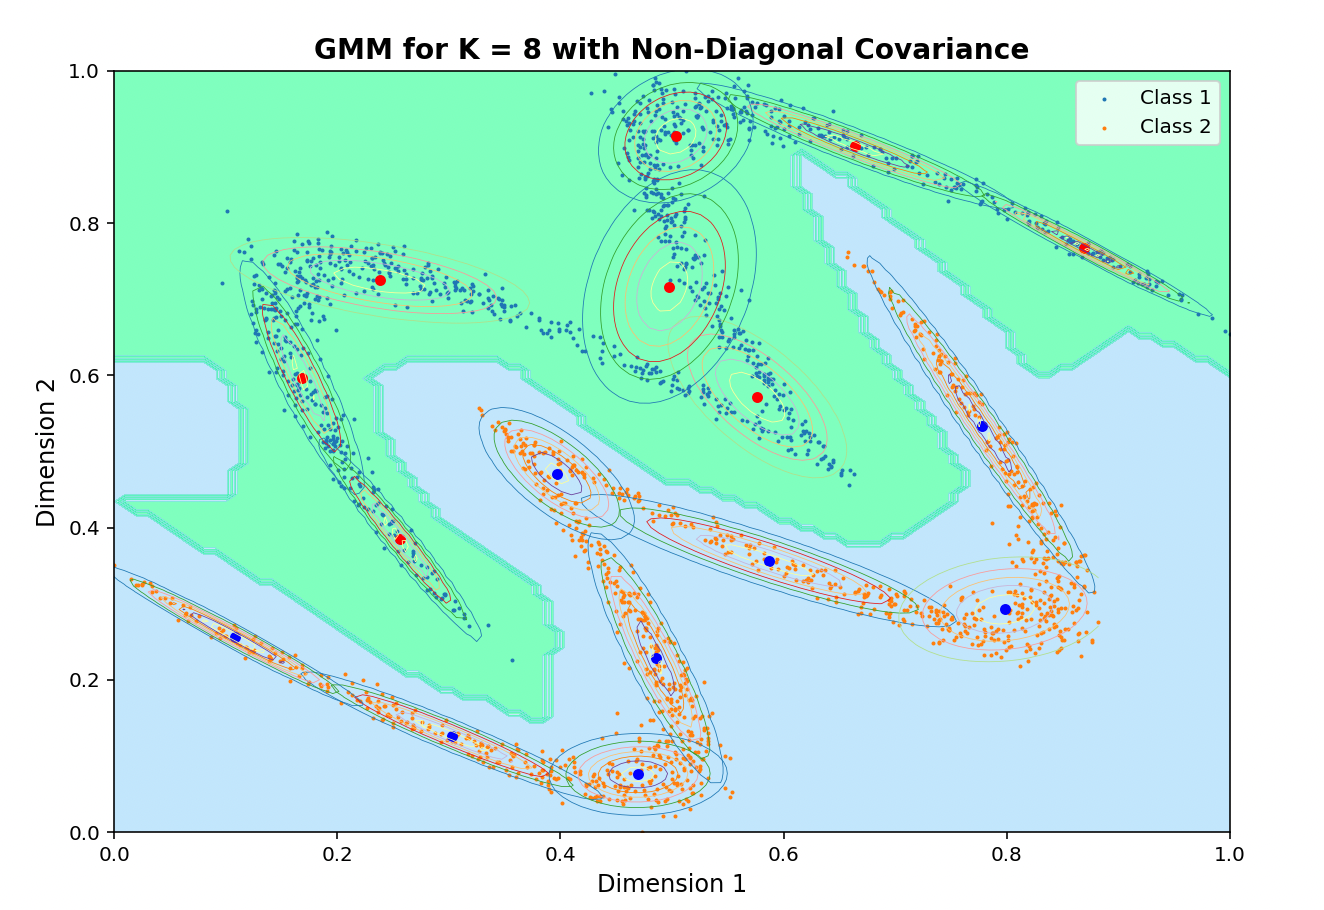 GMM for K = 8 with Non-Diagonal Covariance
Class 1
Class 2
1.0
0.8
0.6
0.4
0.2
0.0
Dimension 2
0.0 0.2 0.4 0.6 0.8 1.0
Dimension 1